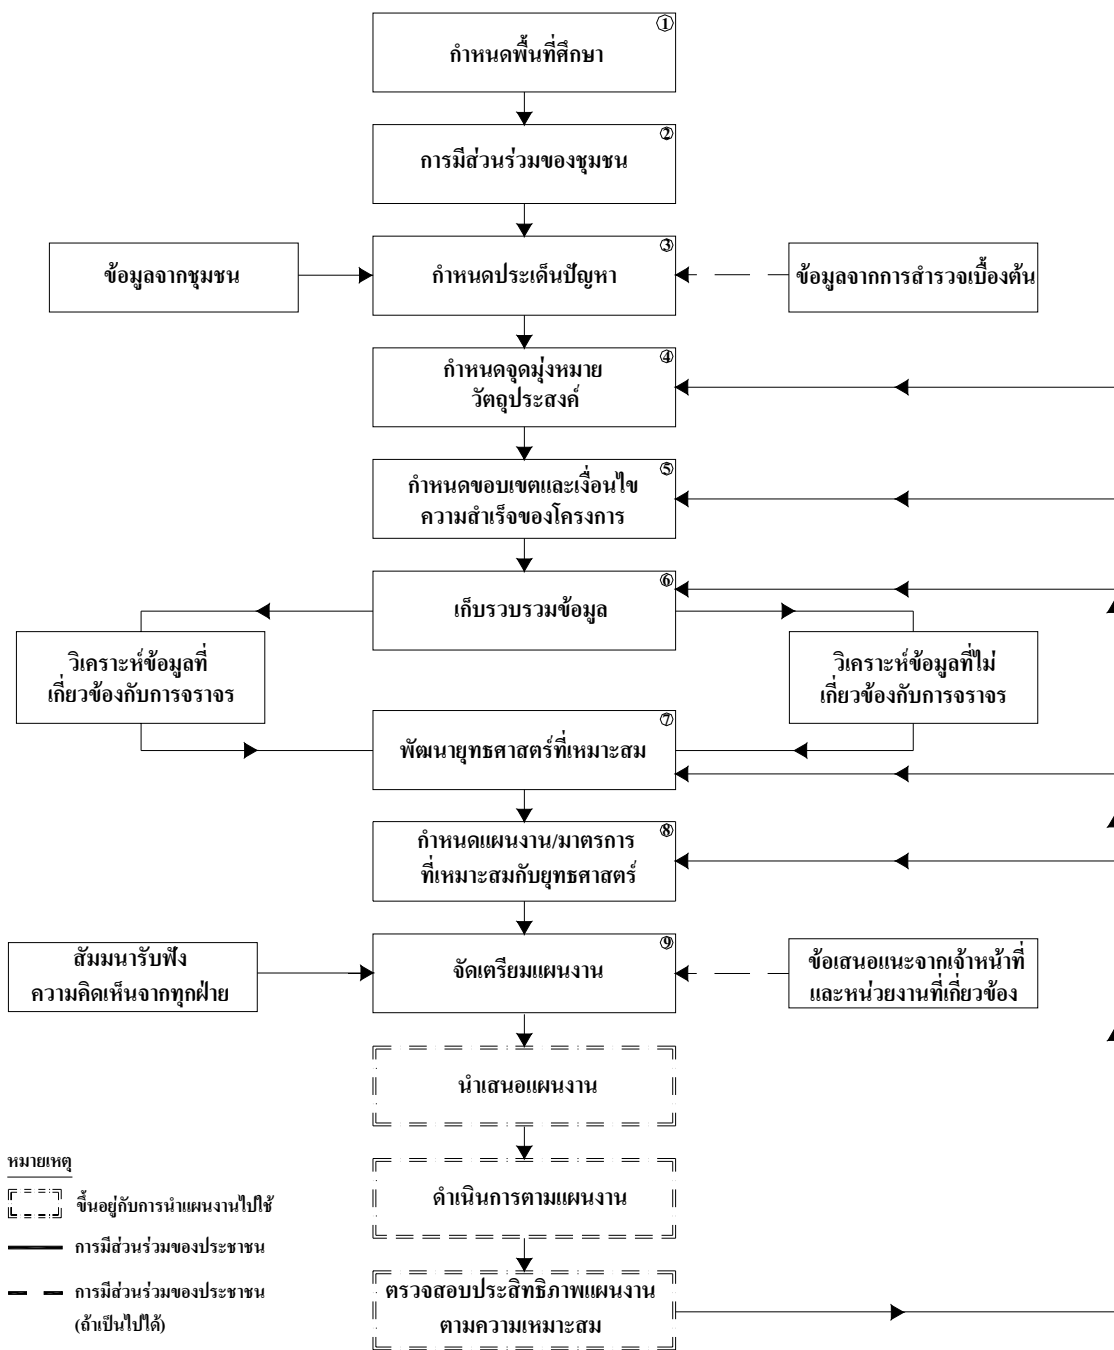 ①
กำหนดพื้นที่ศึกษา
②
การมีส่วนร่วมของชุมชน
③
ข้อมูลจากชุมชน
กำหนดประเด็นปัญหา
ข้อมูลจากการสำรวจเบื้องต้น
④
กำหนดจุดมุ่งหมาย
วัตถุประสงค์
⑤
กำหนดขอบเขตและเงื่อนไข
ความสำเร็จของโครงการ
⑥
เก็บรวบรวมข้อมูล
วิเคราะห์ข้อมูลที่
เกี่ยวข้องกับการจราจร
วิเคราะห์ข้อมูลที่ไม่
เกี่ยวข้องกับการจราจร
⑦
พัฒนายุทธศาสตร์ที่เหมาะสม
⑧
กำหนดแผนงาน/มาตรการ
ที่เหมาะสมกับยุทธศาสตร์
⑨
สัมมนารับฟัง
ความคิดเห็นจากทุกฝ่าย
จัดเตรียมแผนงาน
ข้อเสนอแนะจากเจ้าหน้าที่
และหน่วยงานที่เกี่ยวข้อง
นำเสนอแผนงาน
ดำเนินการตามแผนงาน
ตรวจสอบประสิทธิภาพแผนงาน
ตามความเหมาะสม
หมายเหตุ
ขึ้นอยู่กับการนำแผนงานไปใช้
การมีส่วนร่วมของประชาชน
การมีส่วนร่วมของประชาชน
(ถ้าเป็นไปได้)